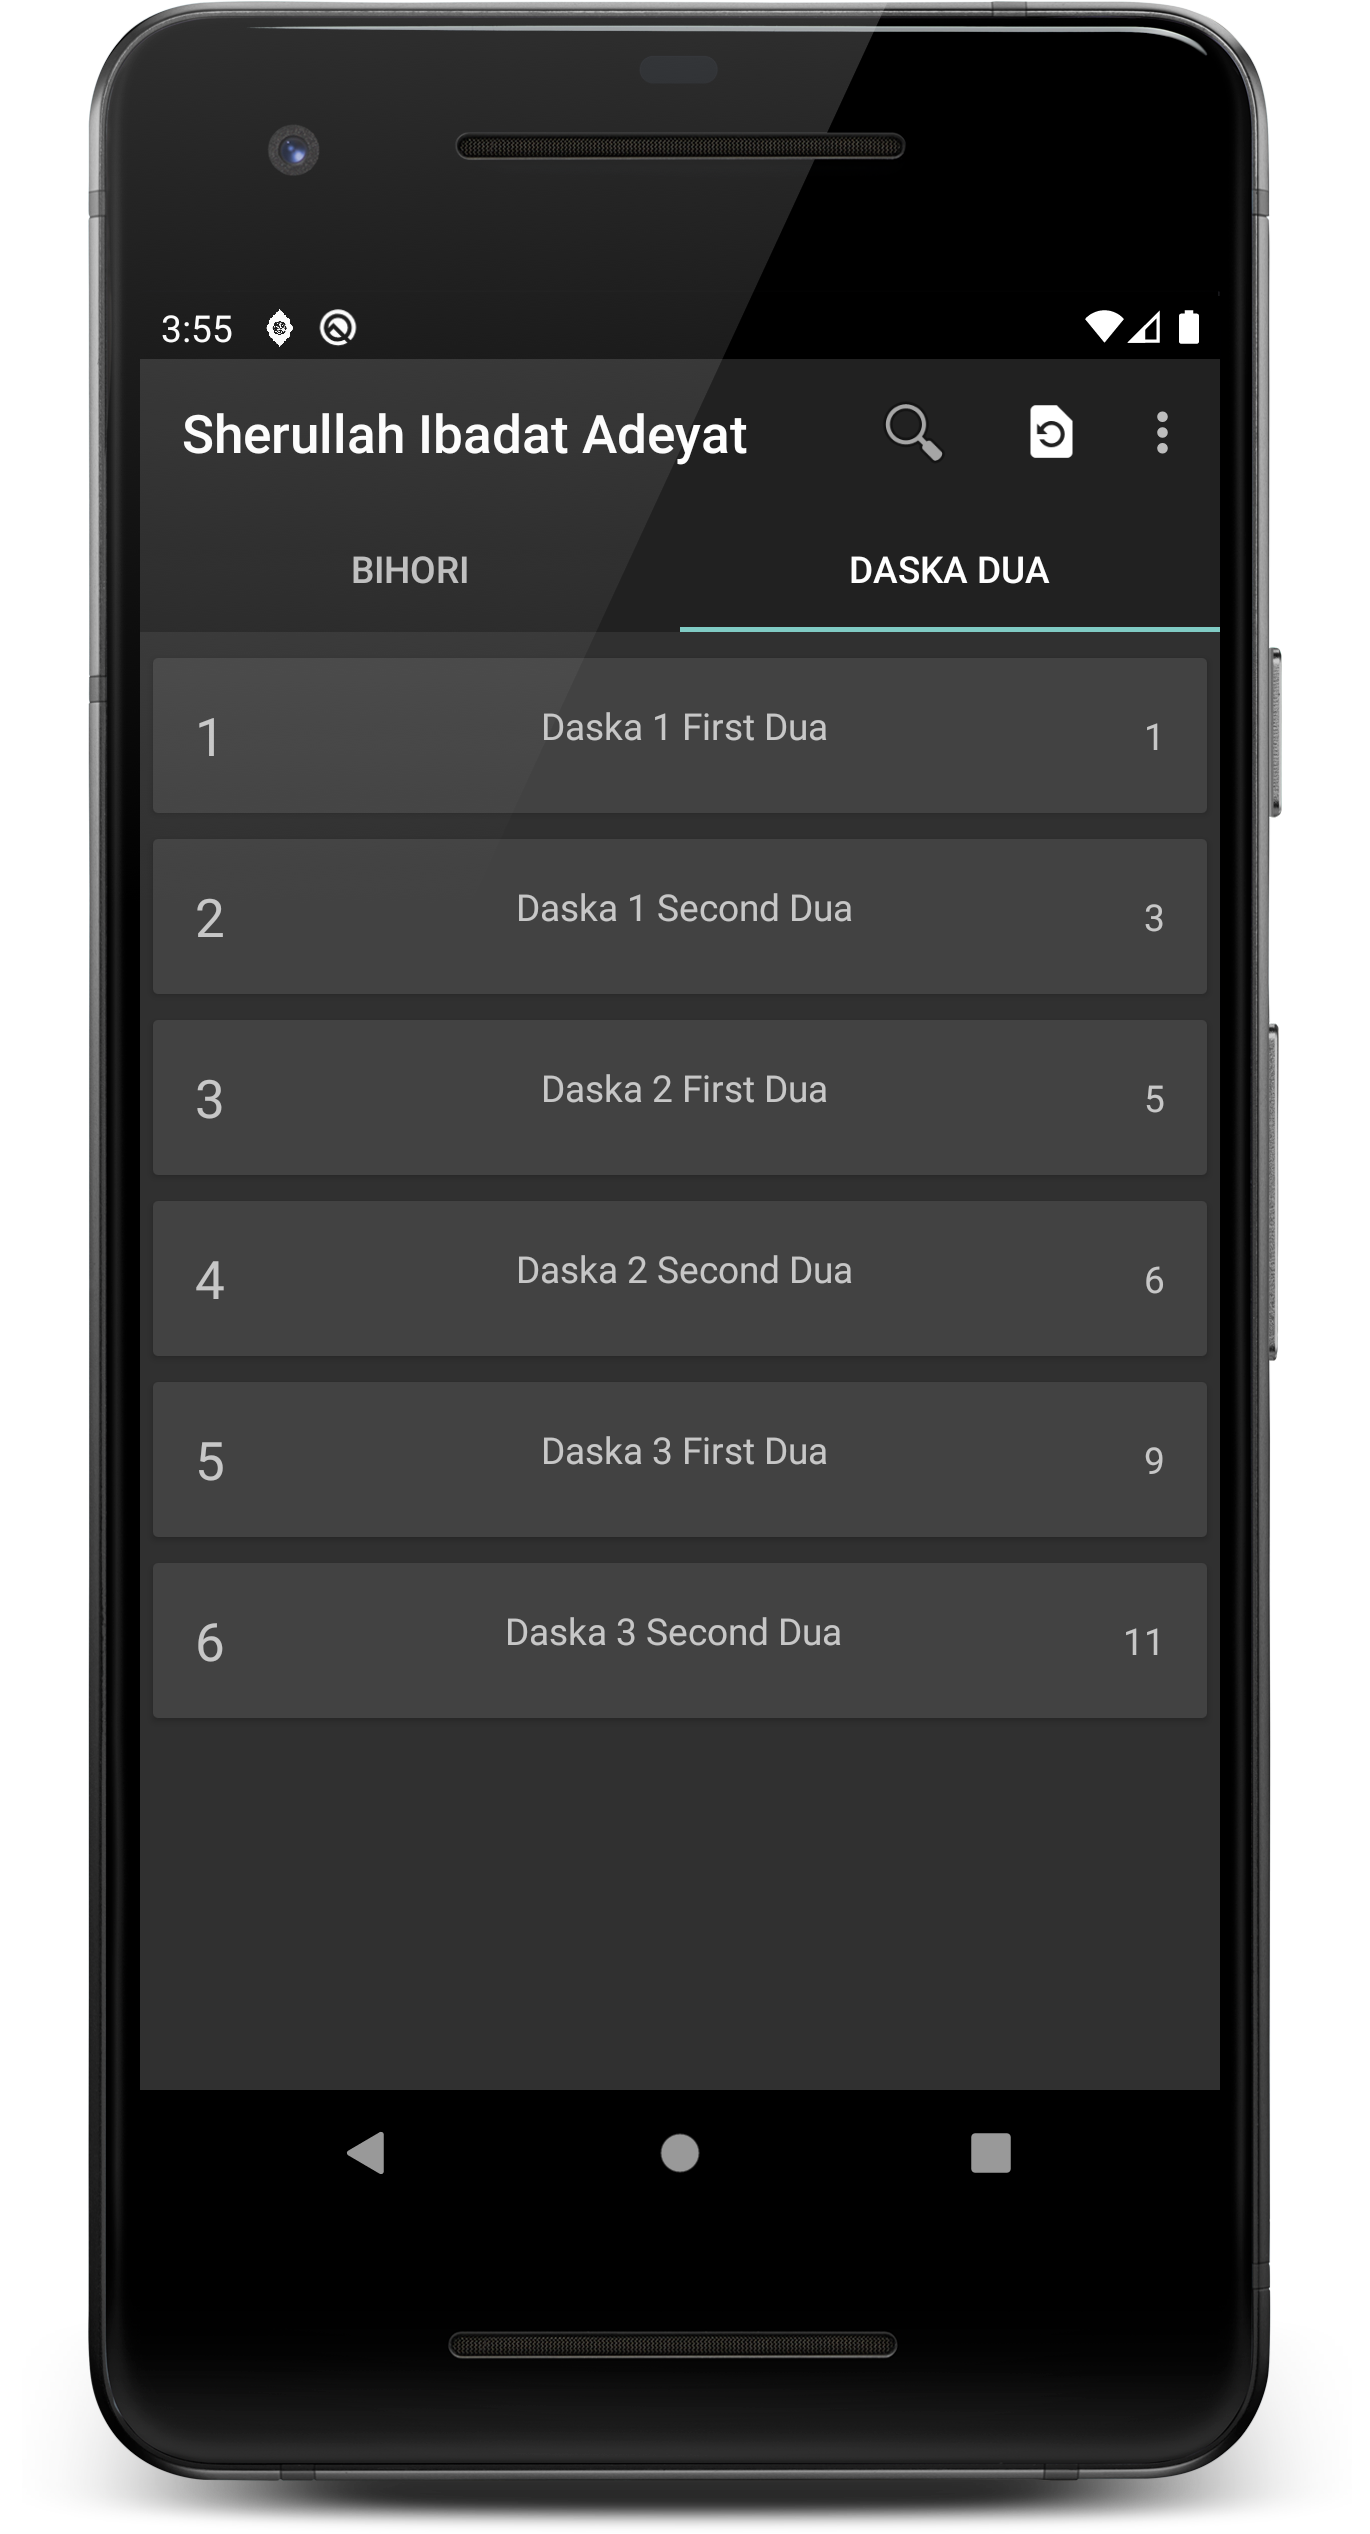 3:55
Sherullah Ibadat Adeyat
BIHORI DASKA DUA
1 Daska 1 First Dua 1
2 Daska 1 Second Dua 3
3 Daska 2 First Dua 5
4 Daska 2 Second Dua 6
5 Daska 3 First Dua 9
6 Daska 3 Second Dua 11